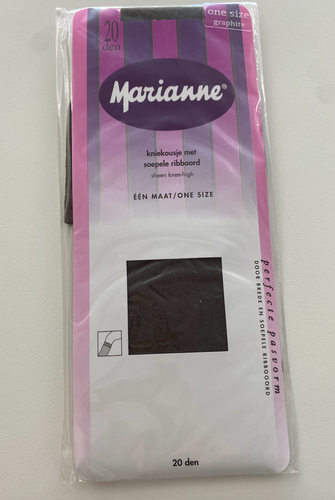 20
den
one size
graphite
Marianne®
kniekousje met
soepele ribboord
sheen knee-high
ÉÉN MAAT/ONE SIZE
perfecte pasvorm
DOOR BREDE EN SOEPELE RIBBOORD
20 den